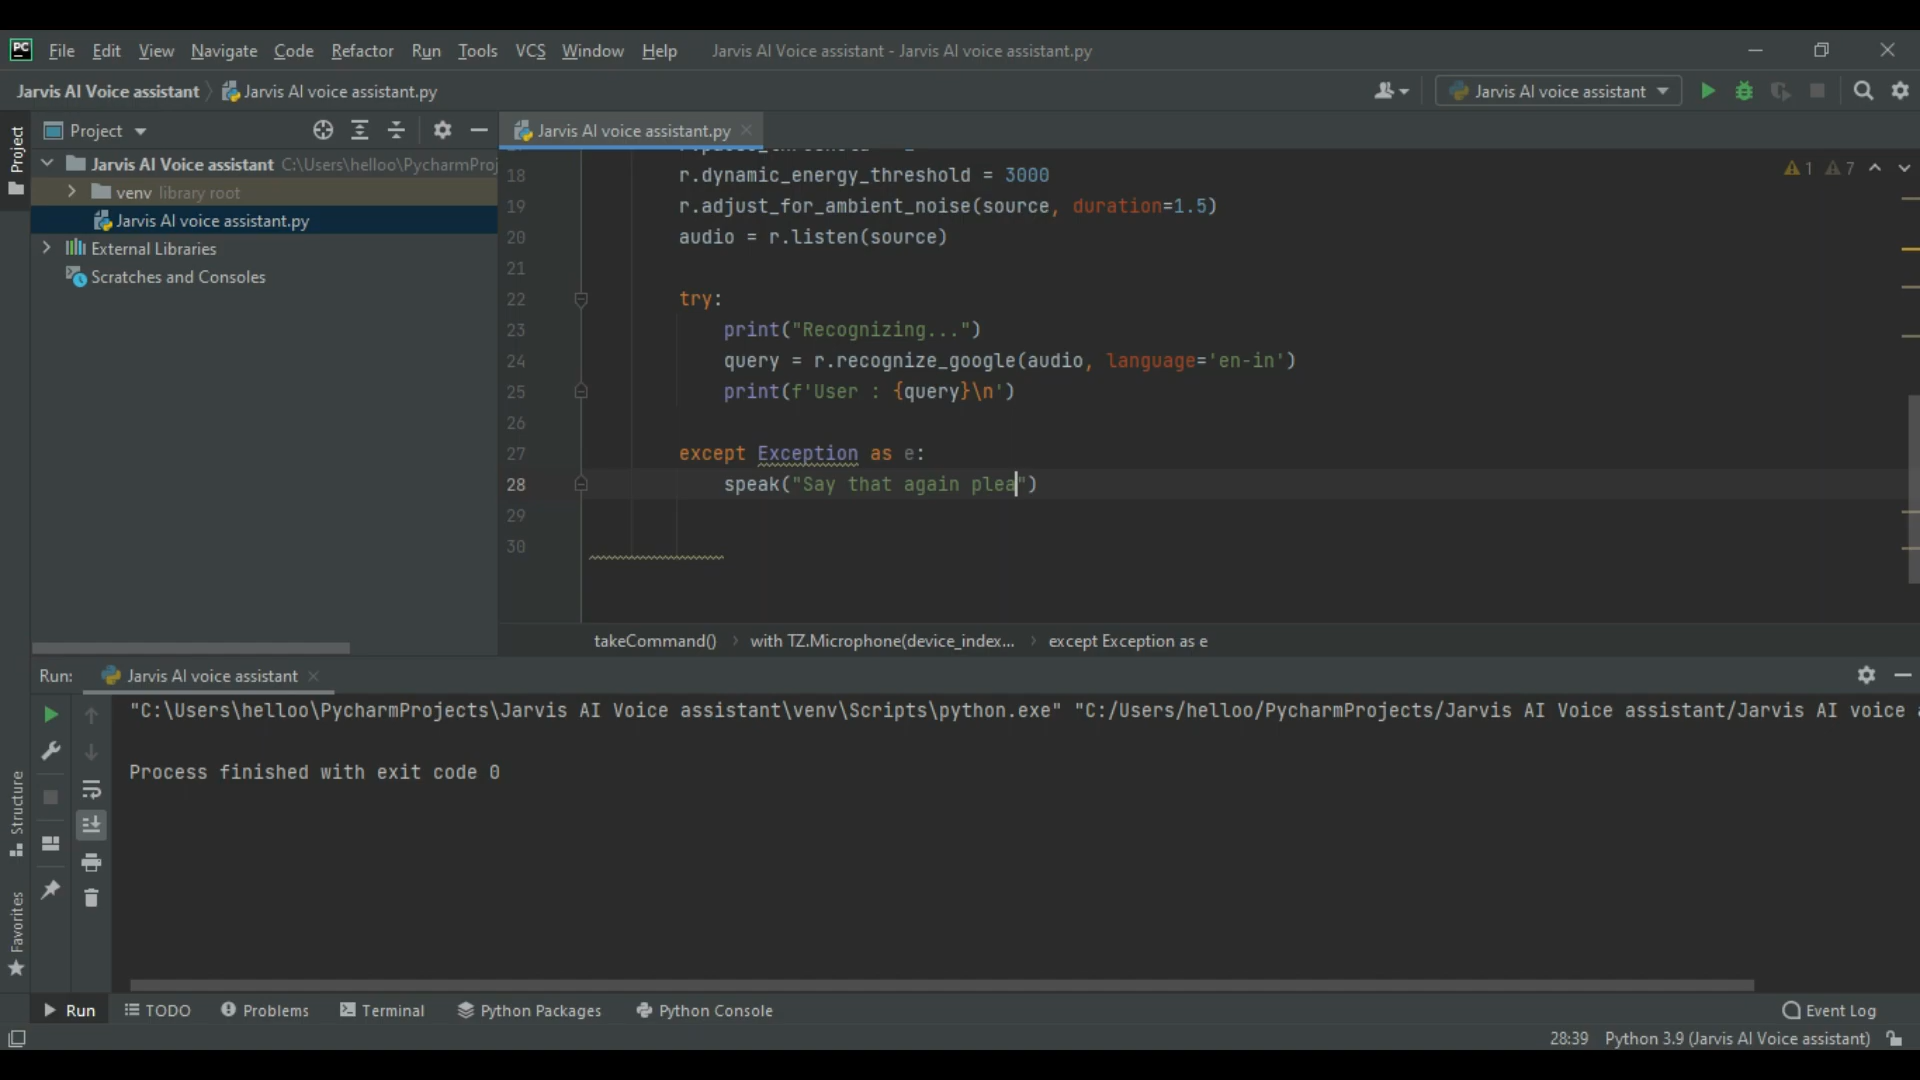 PC File Edit View Navigate Code Refactor Run Tools VCS Window Help Jarvis AI Voice assistant - Jarvis AI voice assistant.py
Jarvis AI Voice assistant Jarvis AI voice assistant.py Jarvis AI voice assistant
Project
Project
Jarvis AI voice assistant.py
Jarvis AI Voice assistant C:\Users\helloo\PycharmProj
venv library root
Jarvis AI voice assistant.py
External Libraries
Scratches and Consoles
1 7
18 r.dynamic_energy_threshold = 3000
19 r.adjust_for_ambient_noise(source, duration=1.5)
20 audio = r.listen(source)
21
22 try:
23 print("Recognizing...")
24 query = r.recognize_google(audio, language='en-in')
25 print(f'User : {query}\n')
26
27 except Exception as e:
28 speak("Say that again plea")
29
30
takeCommand() with TZ.Microphone(device_index... except Exception as e
Run: Jarvis AI voice assistant
"C:\Users\helloo\PycharmProjects\Jarvis AI Voice assistant\venv\Scripts\python.exe" "C:/Users/helloo/PycharmProjects/Jarvis AI Voice assistant/Jarvis AI voice
Process finished with exit code 0
Structure
Favorites
Run TODO Problems Terminal Python Packages Python Console Event Log
28:39 Python 3.9 (Jarvis AI Voice assistant)